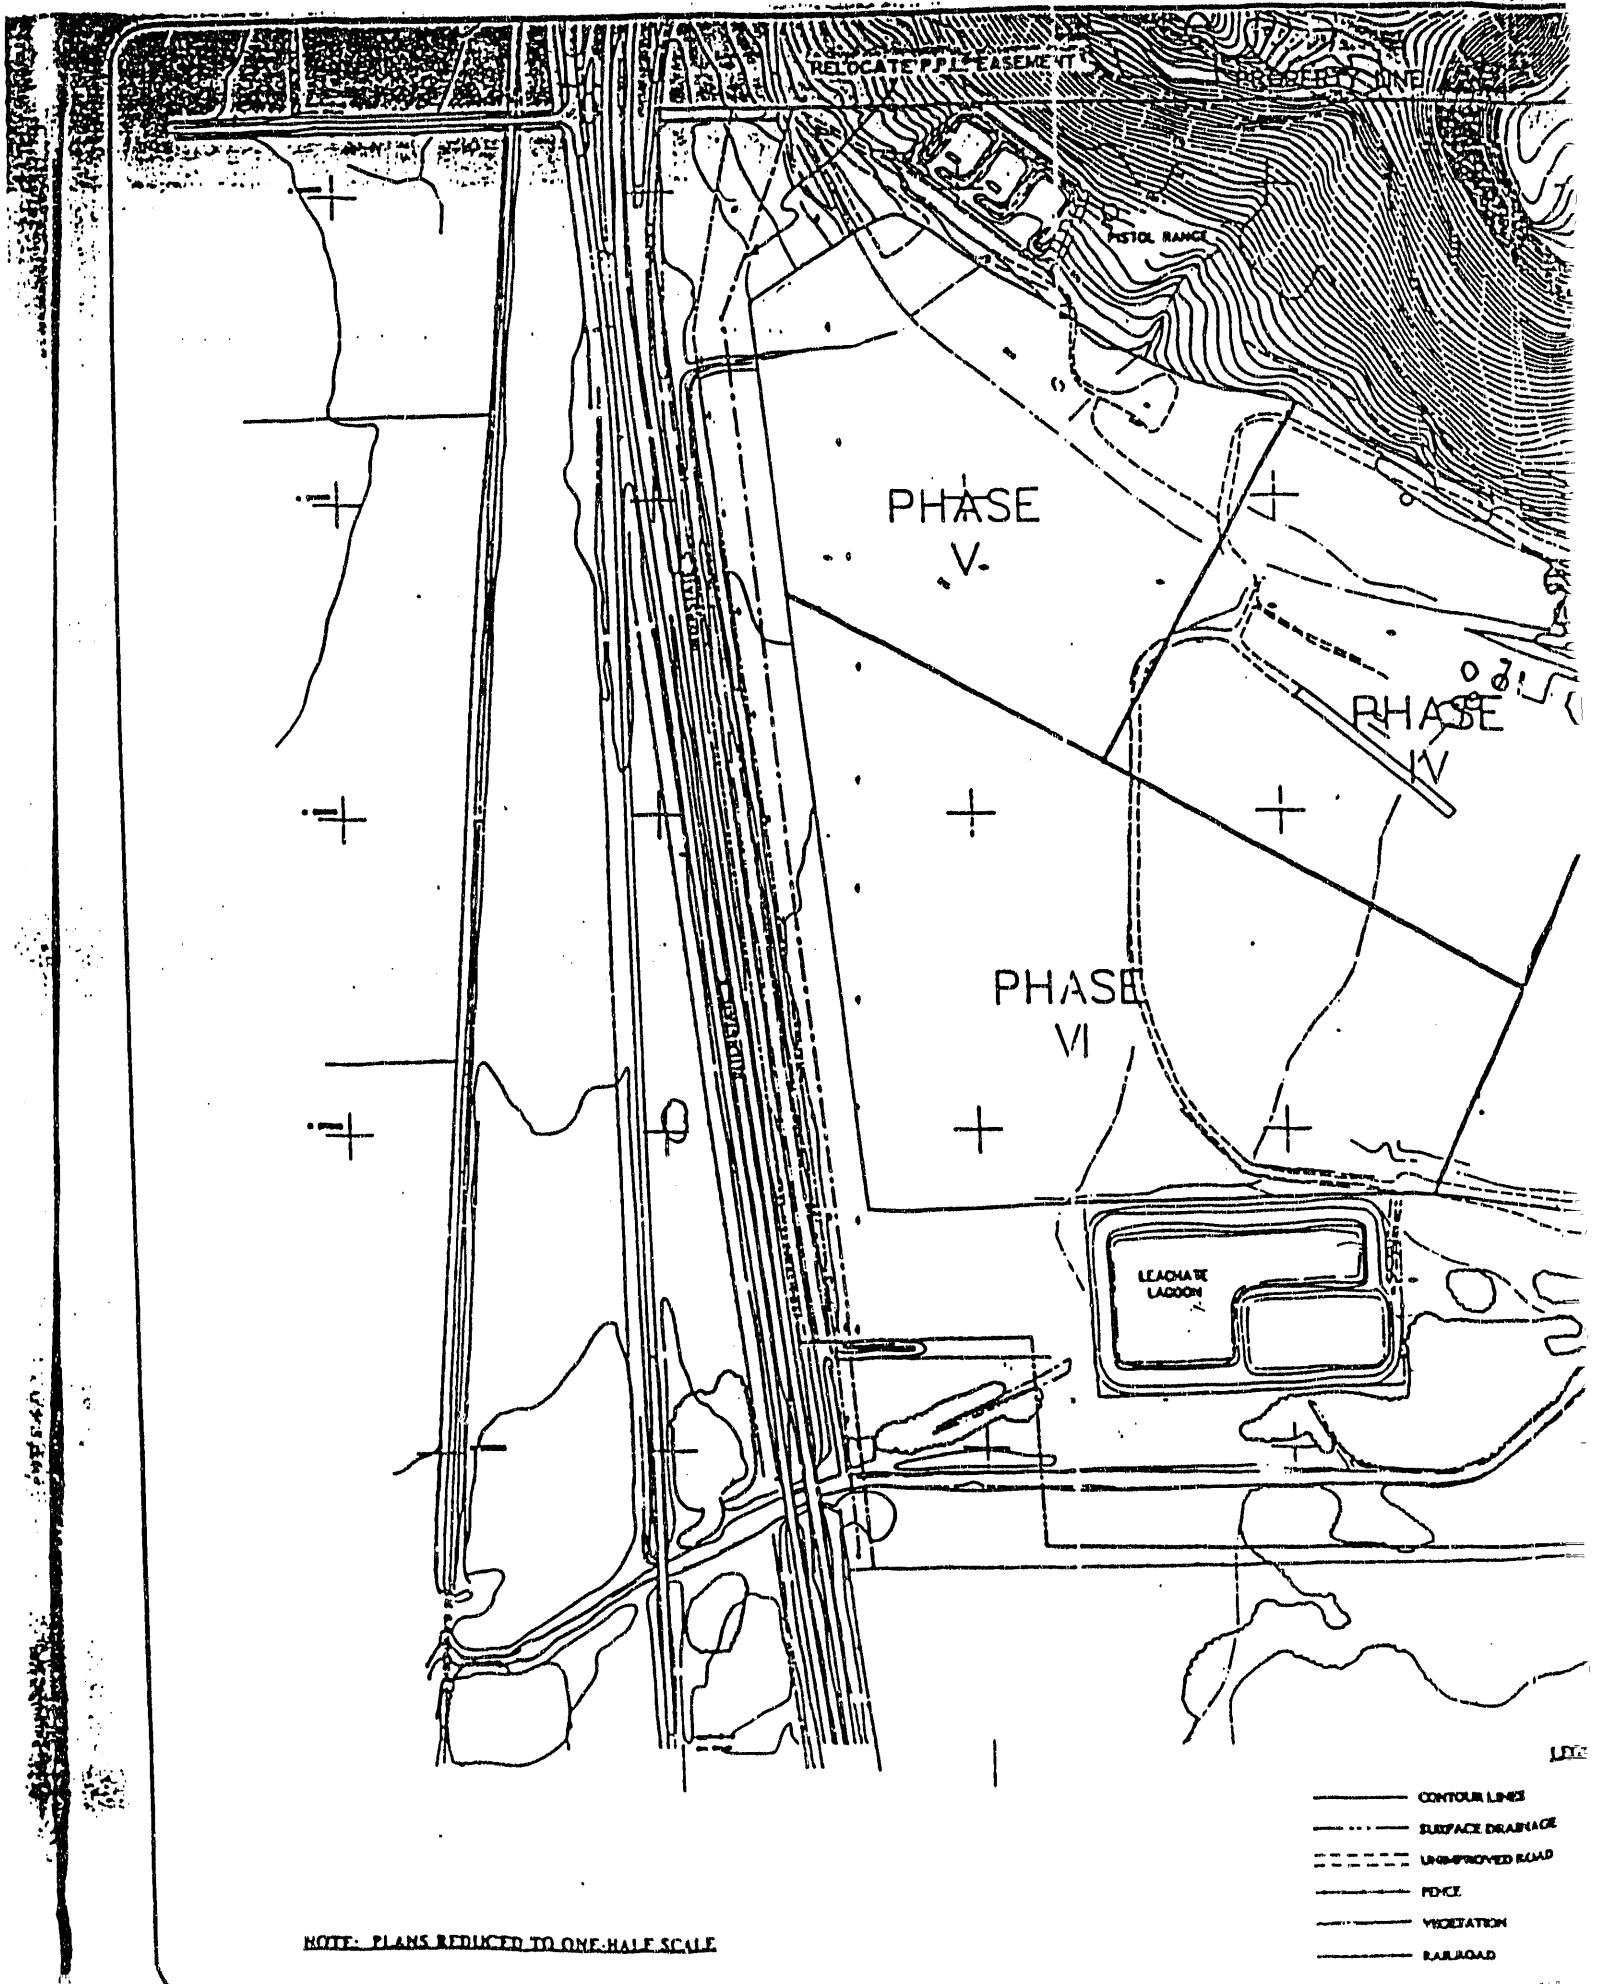 RELOCATE P.P.L. EASEMENT
PROPERTY LINE
PISTOL RANGE
PHASE
V
PHASE
IV
PHASE
VI
LEACHATE
LAGOON
CONTOUR LINES
SURFACE DRAINAGE
UNIMPROVED ROAD
FENCE
VEGETATION
RAILROAD
NOTE: PLANS REDUCED TO ONE-HALF SCALE